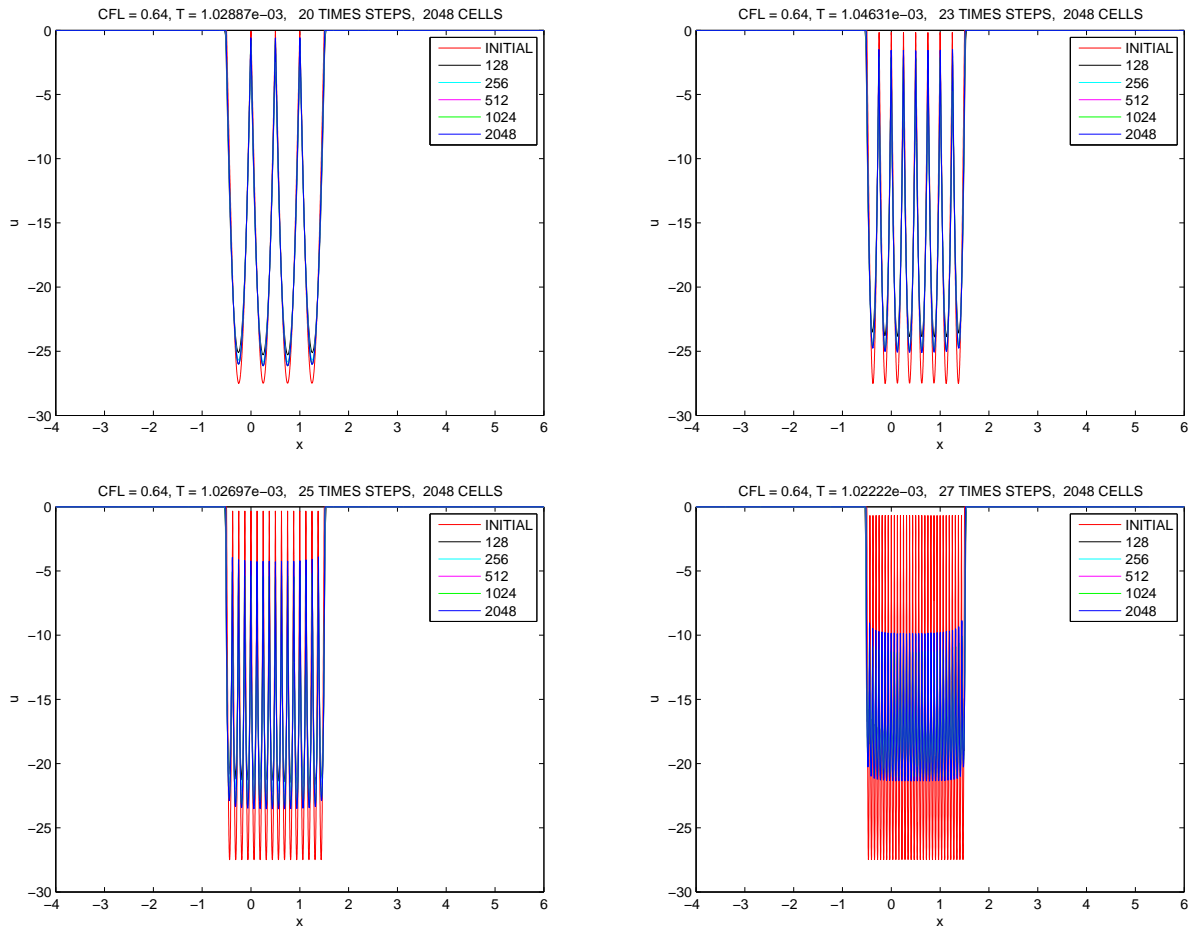 CFL = 0.64, T = 1.02887e−03, 20 TIMES STEPS, 2048 CELLS
0
−5
−10
−15
−20
−25
−30
u
−4 −3 −2 −1 0 1 2 3 4 5 6
x
INITIAL
128
256
512
1024
2048
CFL = 0.64, T = 1.04631e−03, 23 TIMES STEPS, 2048 CELLS
0
−5
−10
−15
−20
−25
−30
u
−4 −3 −2 −1 0 1 2 3 4 5 6
x
INITIAL
128
256
512
1024
2048
CFL = 0.64, T = 1.02697e−03, 25 TIMES STEPS, 2048 CELLS
0
−5
−10
−15
−20
−25
−30
u
−4 −3 −2 −1 0 1 2 3 4 5 6
x
INITIAL
128
256
512
1024
2048
CFL = 0.64, T = 1.02222e−03, 27 TIMES STEPS, 2048 CELLS
0
−5
−10
−15
−20
−25
−30
u
−4 −3 −2 −1 0 1 2 3 4 5 6
x
INITIAL
128
256
512
1024
2048